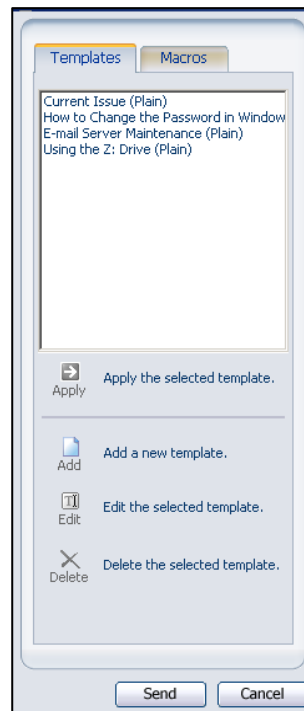 Templates
Macros
Current Issue (Plain)
How to Change the Password in Window
E-mail Server Maintenance (Plain)
Using the Z: Drive (Plain)
Apply
Apply the selected template.
Add
Add a new template.
Edit
Edit the selected template.
Delete
Delete the selected template.
Send
Cancel